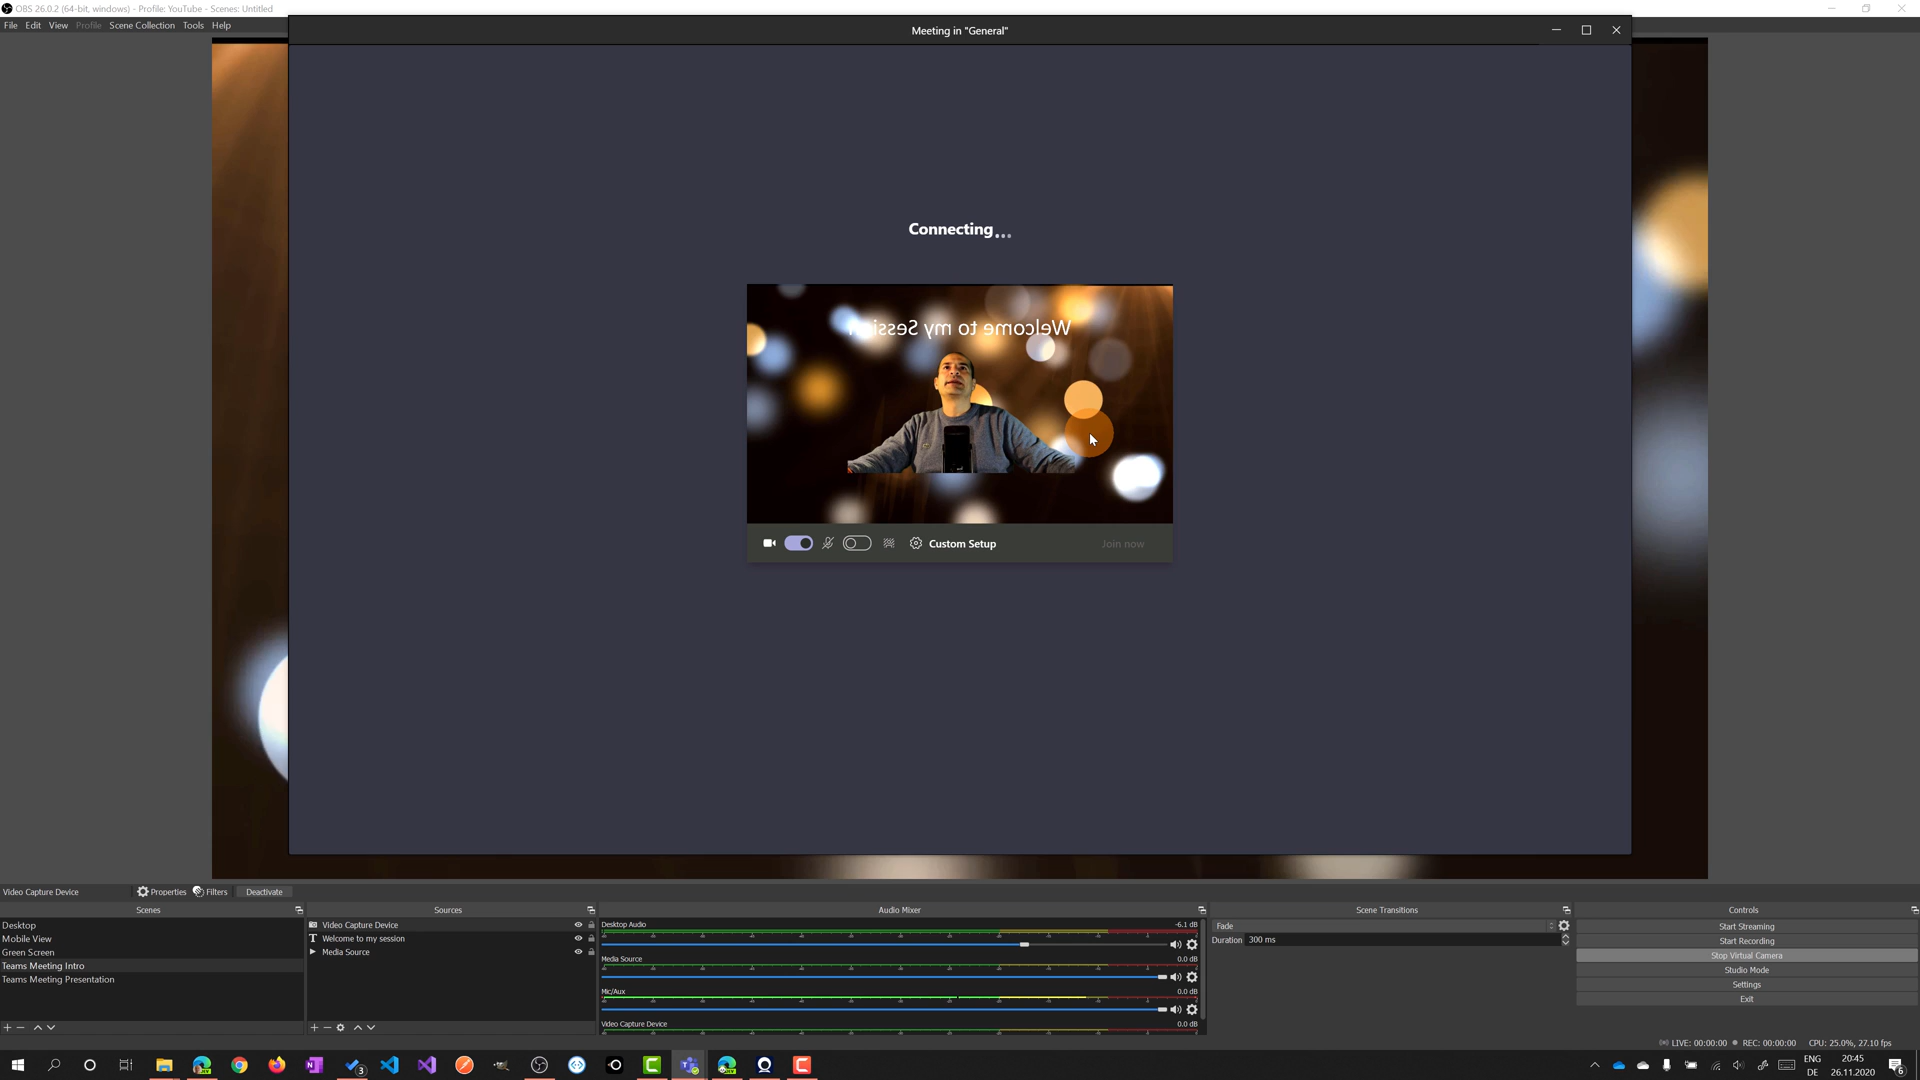 OBS 26.0.2 (64-bit, windows) - Profile: YouTube - Scenes: Untitled
File Edit View Profile Scene Collection Tools Help
Meeting in "General"
Connecting...
Welcome to my Session
Custom Setup
Join now
Video Capture Device Properties Filters Deactivate
Scenes
Desktop
Mobile View
Green Screen
Teams Meeting Intro
Teams Meeting Presentation
Sources
Video Capture Device
Welcome to my session
Media Source
Audio Mixer
Desktop Audio -6.1 dB
Media Source 0.0 dB
Mic/Aux 0.0 dB
Video Capture Device 0.0 dB
Scene Transitions
Fade
Duration 300 ms
Controls
Start Streaming
Start Recording
Stop Virtual Camera
Studio Mode
Settings
Exit
LIVE: 00:00:00 REC: 00:00:00 CPU: 25.0%, 27.10 fps
3
ENG
DE
20:45
26.11.2020
6